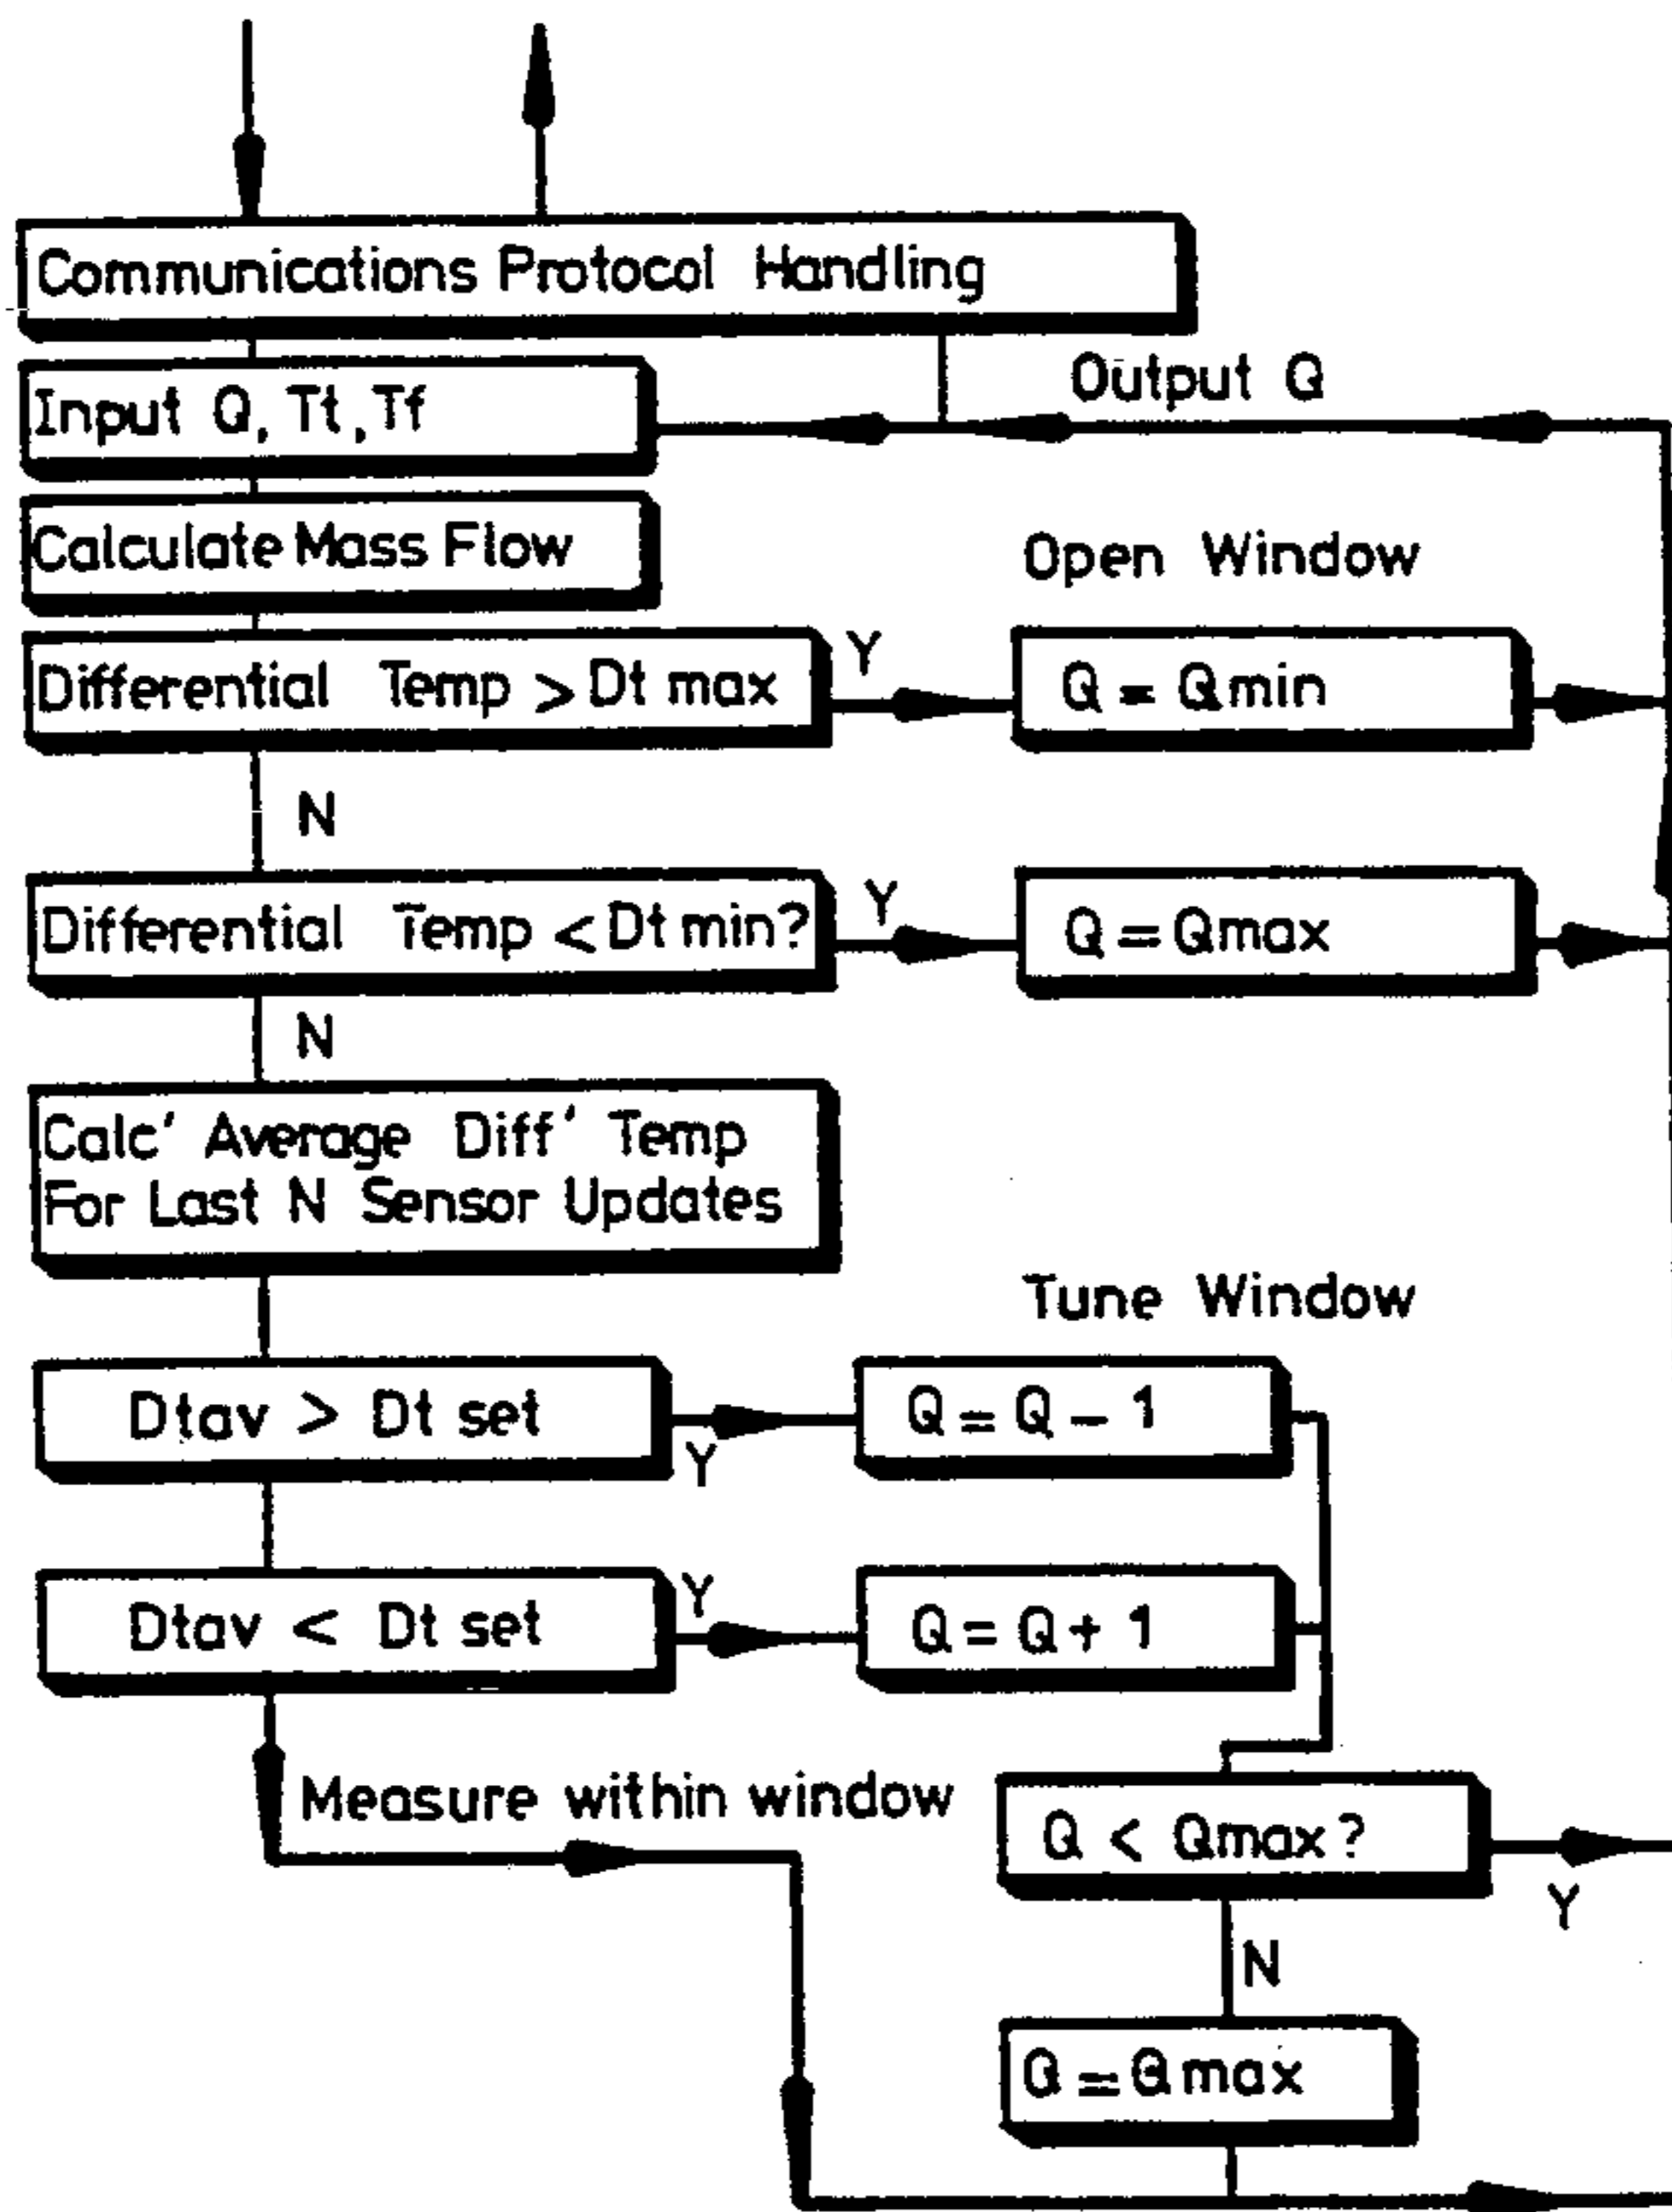 Communications Protocol Handling
Output Q
Input Q, Tt, Tf
Calculate Mass Flow
Open Window
Differential Temp > Dt max
Y
Q = Qmin
N
Differential Temp < Dt min?
Y
Q = Qmax
N
Calc' Average Diff' Temp
For Last N Sensor Updates
Tune Window
Dtav > Dt set
Y
Q = Q - 1
Dtav < Dt set
Y
Q = Q + 1
Measure within window
Q < Qmax?
Y
N
Q = Qmax